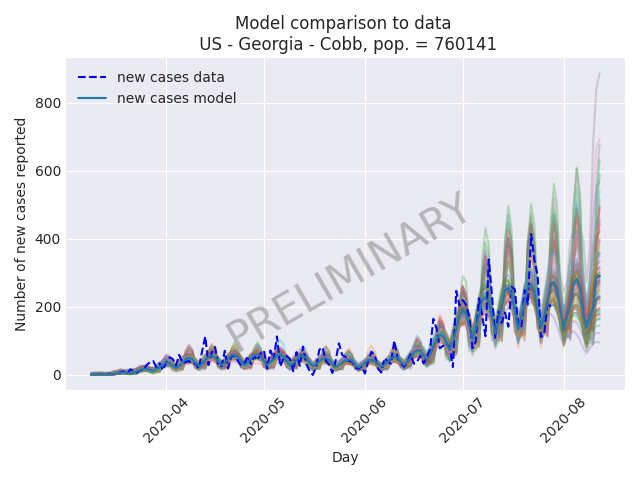 Model comparison to data
US - Georgia - Cobb, pop. = 760141
new cases data
new cases model
Number of new cases reported
800
600
400
200
0
PRELIMINARY
2020-04
2020-05
2020-06
2020-07
2020-08
Day